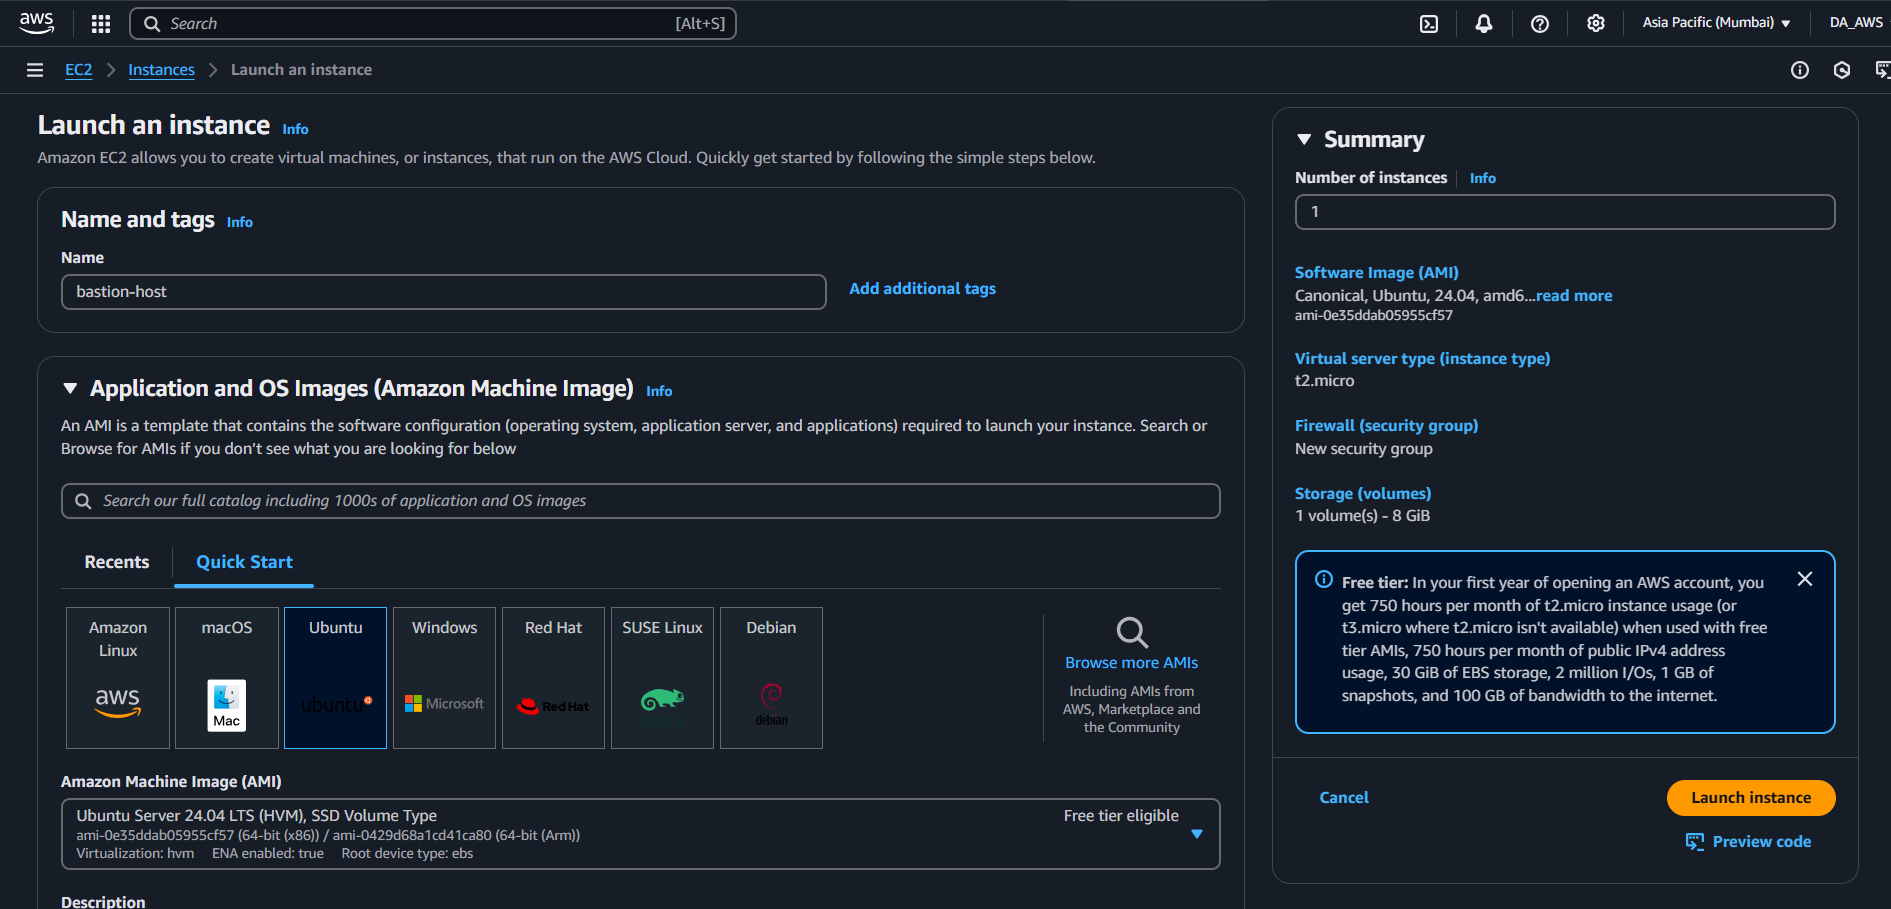 aws
Search [Alt+S]
Asia Pacific (Mumbai)
DA_AWS
EC2 Instances Launch an instance
Launch an instance Info
Amazon EC2 allows you to create virtual machines, or instances, that run on the AWS Cloud. Quickly get started by following the simple steps below.
Name and tags Info
Name
bastion-host
Add additional tags
Application and OS Images (Amazon Machine Image) Info
An AMI is a template that contains the software configuration (operating system, application server, and applications) required to launch your instance. Search or
Browse for AMIs if you don’t see what you are looking for below
Search our full catalog including 1000s of application and OS images
Recents
Quick Start
Amazon
Linux
aws
macOS
Mac
Ubuntu
ubuntu
Windows
Microsoft
Red Hat
Red Hat
SUSE Linux
SUSE
Debian
debian
Browse more AMIs
Including AMIs from
AWS, Marketplace and
the Community
Amazon Machine Image (AMI)
Ubuntu Server 24.04 LTS (HVM), SSD Volume Type
Free tier eligible
ami-0e35ddab05955cf57 (64-bit (x86)) / ami-0429d68a1cd41ca80 (64-bit (Arm))
Virtualization: hvm ENA enabled: true Root device type: ebs
Description
Summary
Number of instances Info
1
Software Image (AMI)
Canonical, Ubuntu, 24.04, amd6...read more
ami-0e35ddab05955cf57
Virtual server type (instance type)
t2.micro
Firewall (security group)
New security group
Storage (volumes)
1 volume(s) - 8 GiB
Free tier: In your first year of opening an AWS account, you
get 750 hours per month of t2.micro instance usage (or
t3.micro where t2.micro isn't available) when used with free
tier AMIs, 750 hours per month of public IPv4 address
usage, 30 GiB of EBS storage, 2 million I/Os, 1 GB of
snapshots, and 100 GB of bandwidth to the internet.
Cancel
Launch instance
Preview code